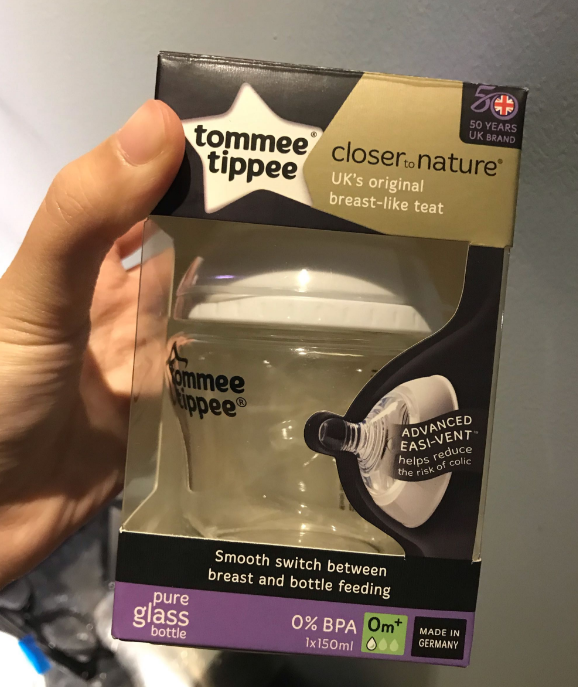 tommee®
tippee
closer to nature®
UK's original
breast-like teat
50
50 YEARS
UK BRAND
tommee
tippee®
ADVANCED
EASI-VENT™
helps reduce
the risk of colic
Smooth switch between
breast and bottle feeding
pure
glass
bottle
0% BPA
1x150ml
0m+
MADE IN
GERMANY